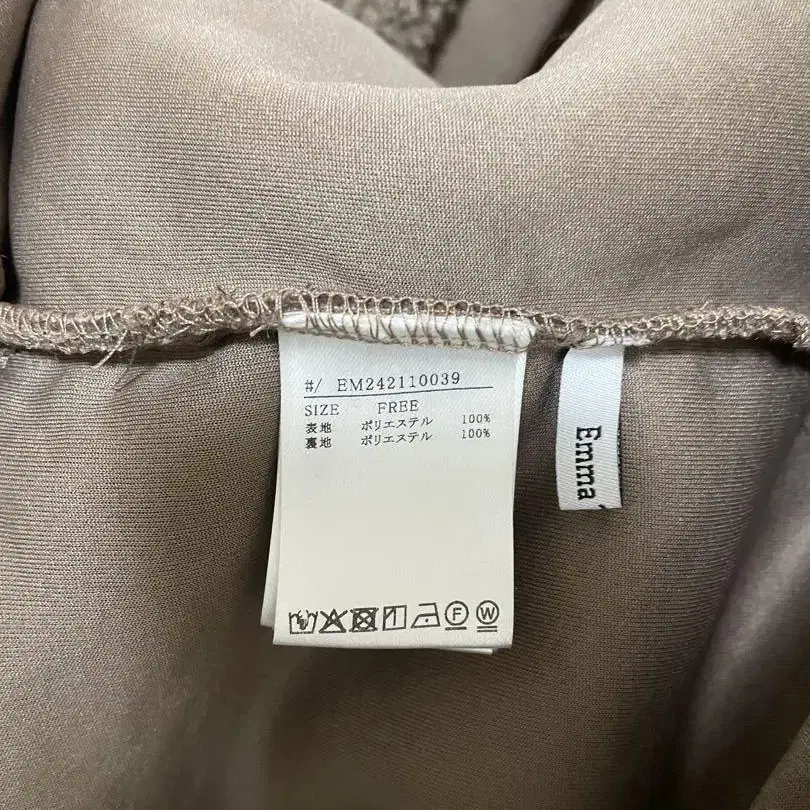 #/ EM242110039
SIZE FREE
表地 ポリエステル 100%
裏地 ポリエステル 100%
F W
Emma